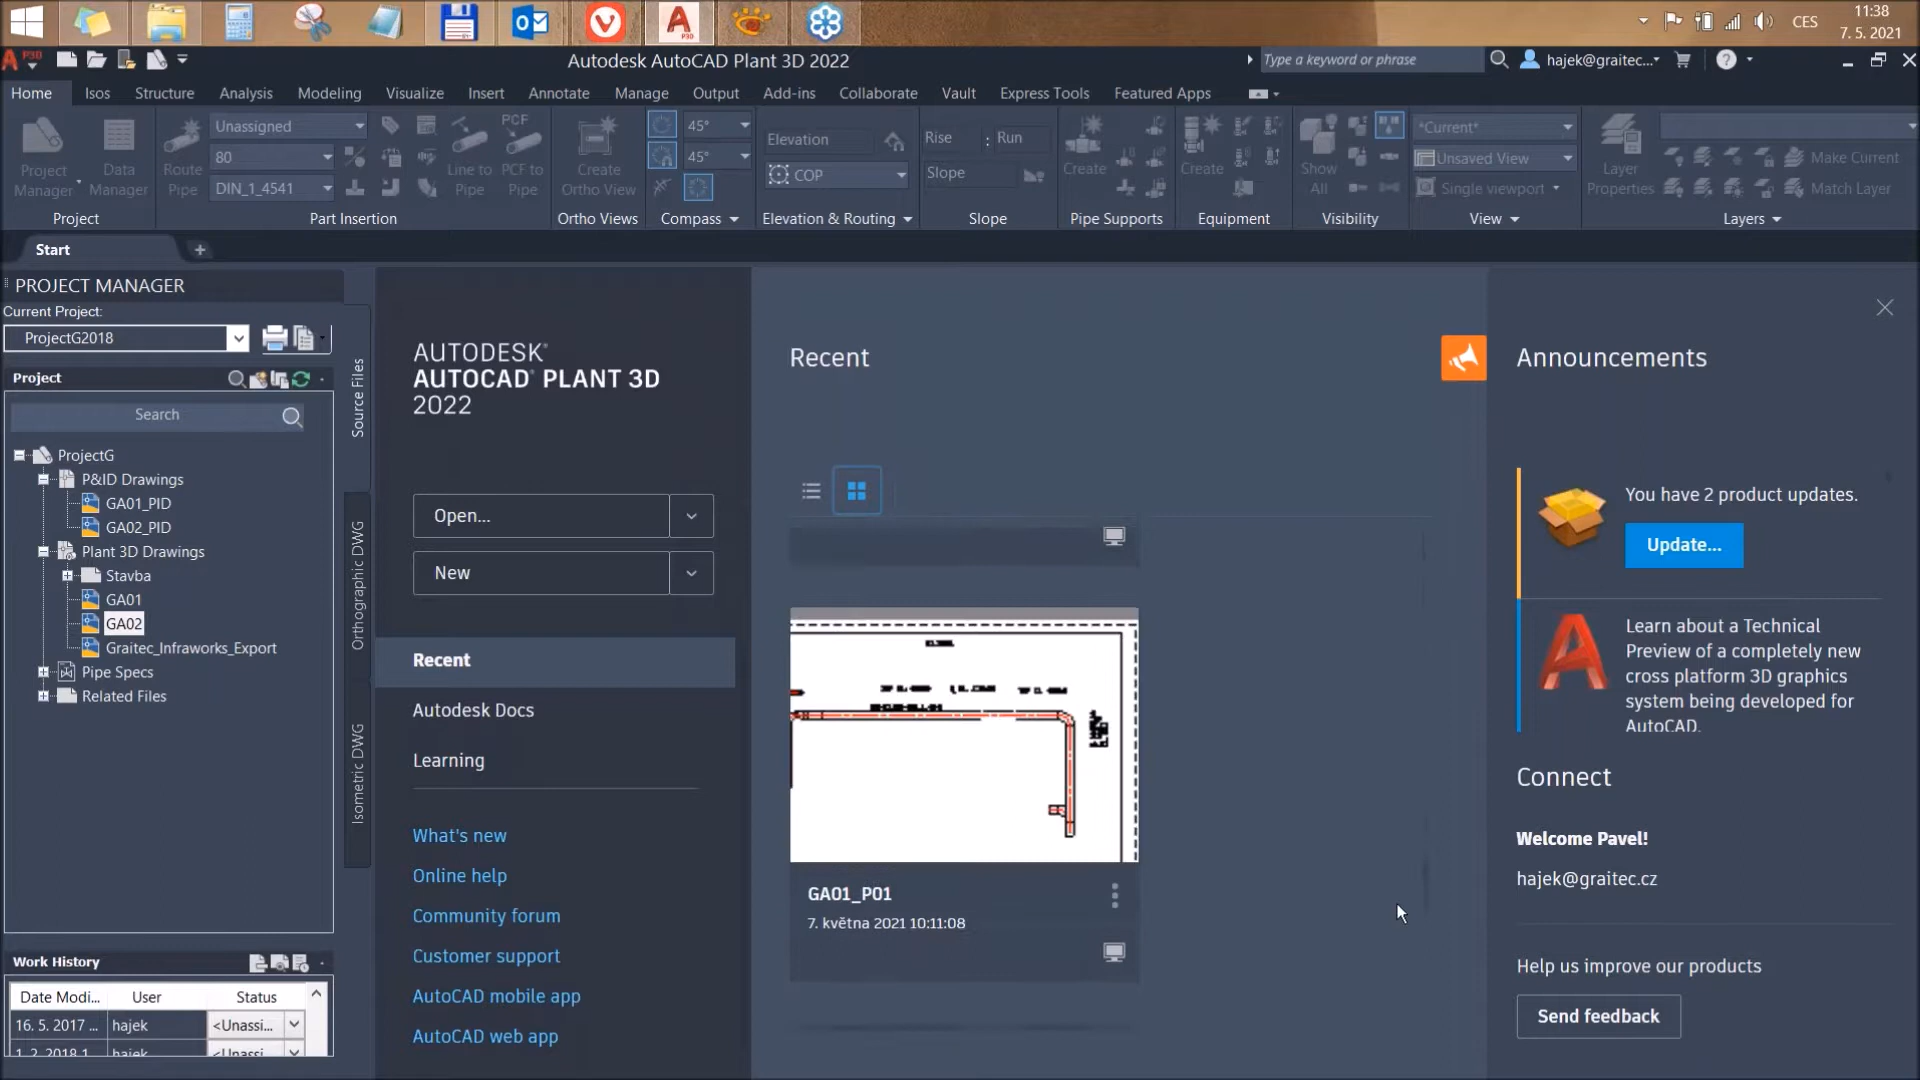 11:38
CES
7. 5. 2021
Autodesk AutoCAD Plant 3D 2022
Type a keyword or phrase
hajek@graitec...
Home Isos Structure Analysis Modeling Visualize Insert Annotate Manage Output Add-ins Collaborate Vault Express Tools Featured Apps
Project Manager
Data Manager
Route Pipe
Unassigned
80
DIN_1_4541
Line to Pipe
PCF to Pipe
PCF
Create Ortho View
45°
45°
Elevation
COP
Rise : Run
Slope
Create
Create
Show All
*Current*
Unsaved View
Single viewport
Layer Properties
Make Current
Match Layer
Project Part Insertion Ortho Views Compass Elevation & Routing Slope Pipe Supports Equipment Visibility View Layers
Start
PROJECT MANAGER
Current Project:
ProjectG2018
Project
Search
ProjectG
P&ID Drawings
GA01_PID
GA02_PID
Plant 3D Drawings
Stavba
GA01
GA02
Graitec_Infraworks_Export
Pipe Specs
Related Files
Source Files
Orthographic DWG
Isometric DWG
Work History
Date Modi... User Status
16. 5. 2017 ... hajek <Unassi...
1. 2. 2018 1 hajek <Unassi
AUTODESK®
AUTOCAD® PLANT 3D
2022
Open...
New
Recent
Autodesk Docs
Learning
What's new
Online help
Community forum
Customer support
AutoCAD mobile app
AutoCAD web app
Recent
GA01_P01
7. května 2021 10:11:08
Announcements
You have 2 product updates.
Update...
Learn about a Technical
Preview of a completely new
cross platform 3D graphics
system being developed for
AutoCAD.
Connect
Welcome Pavel!
hajek@graitec.cz
Help us improve our products
Send feedback